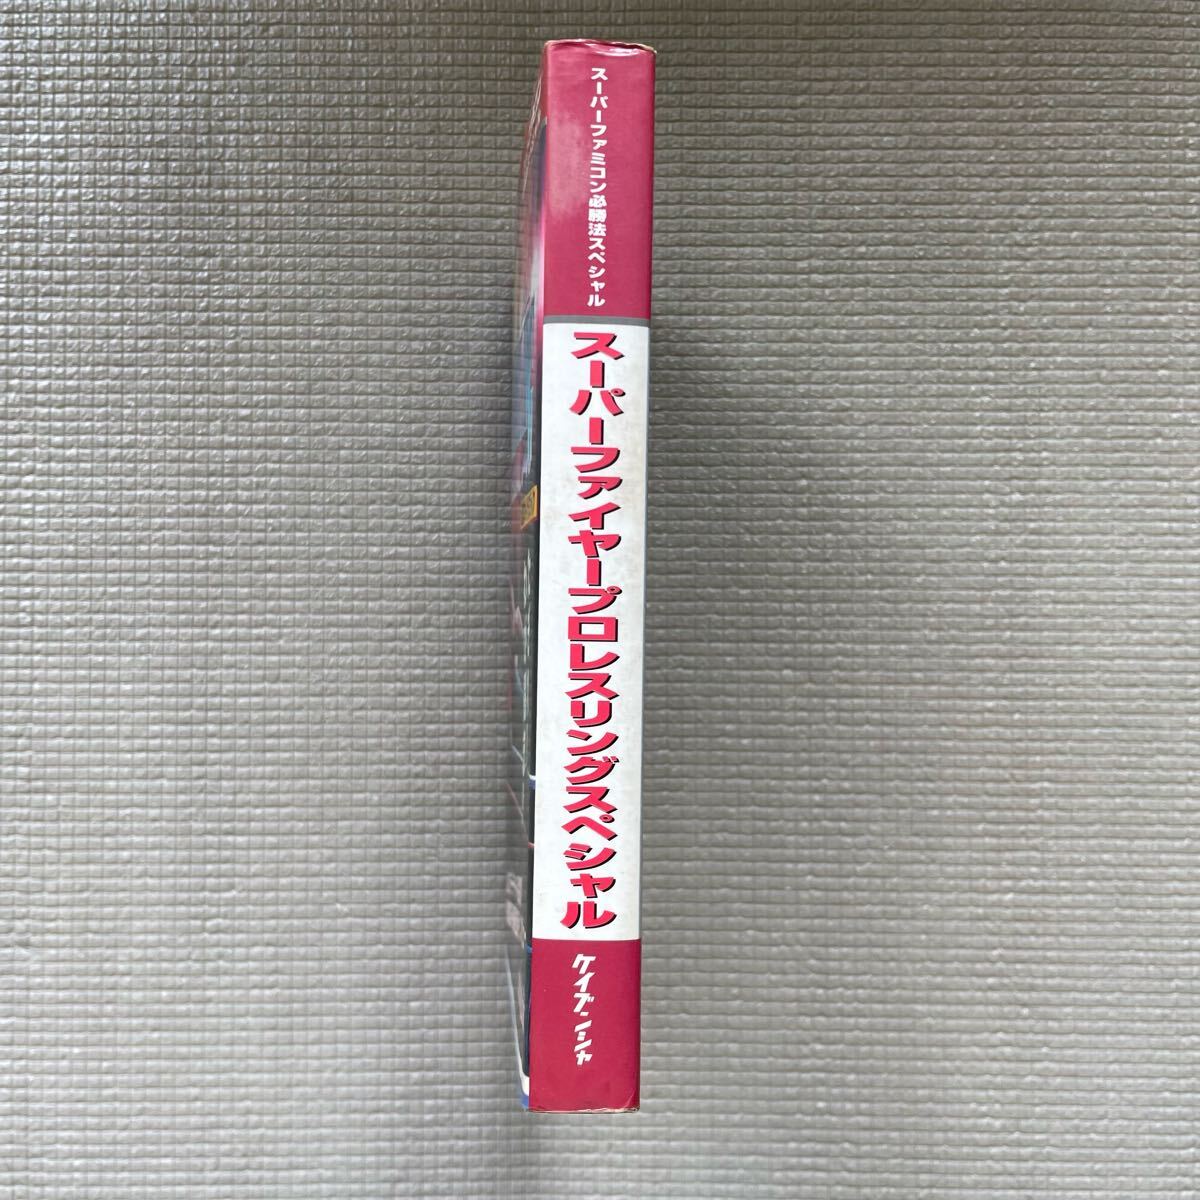 スーパーファミコン必勝法スペシャル
スーパーファイヤープロレスリングスペシャル
ケイブンシャ